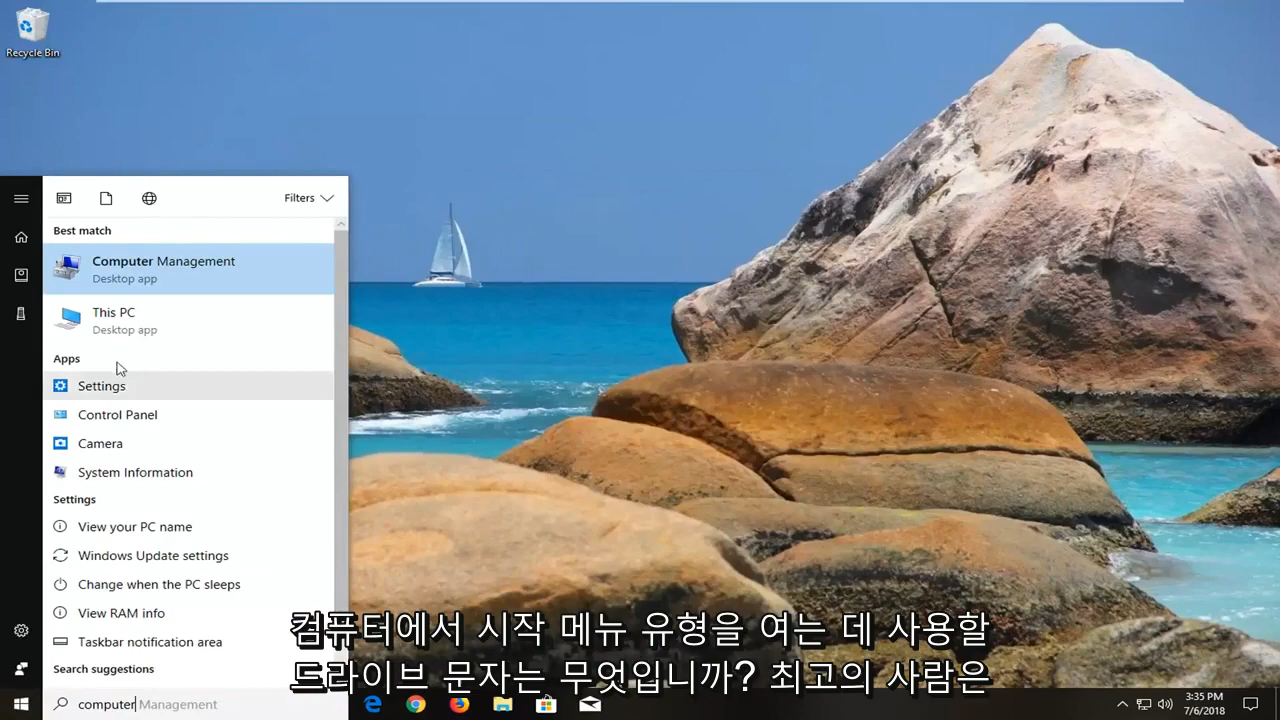 Recycle Bin
Filters
Best match
Computer Management
Desktop app
This PC
Desktop app
Apps
Settings
Control Panel
Camera
System Information
Settings
View your PC name
Windows Update settings
Change when the PC sleeps
View RAM info
Taskbar notification area
Search suggestions
computer Management
컴퓨터에서 시작 메뉴 유형을 여는 데 사용할
드라이브 문자는 무엇입니까? 최고의 사람은
3:35 PM
7/6/2018